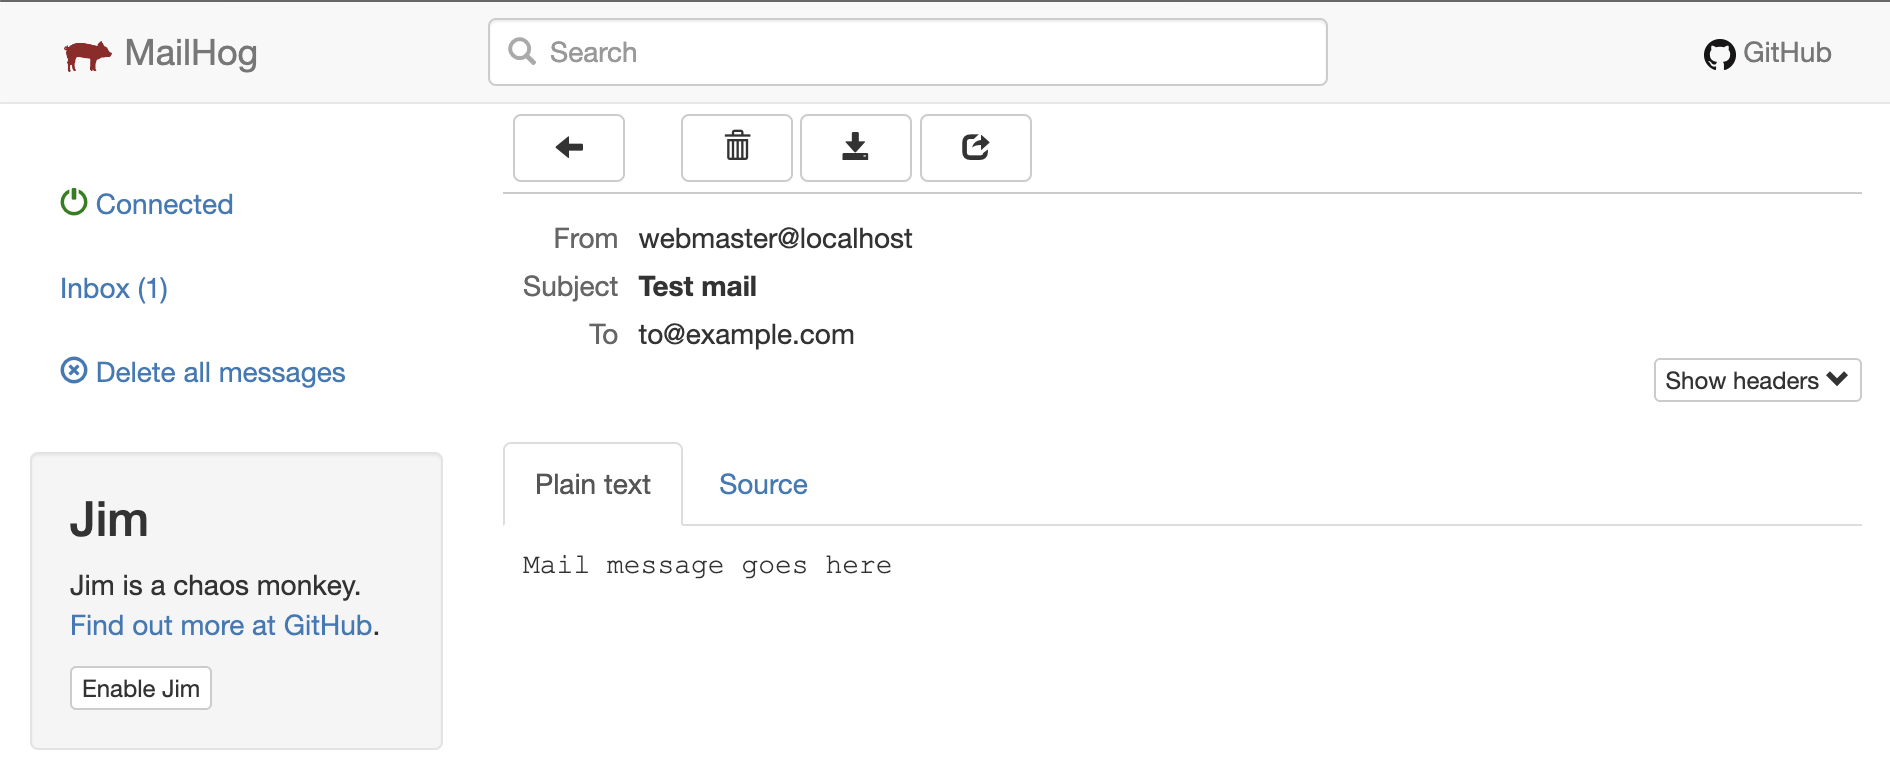 MailHog
Search
GitHub
Connected
Inbox (1)
Delete all messages
Jim
Jim is a chaos monkey.
Find out more at GitHub.
Enable Jim
From webmaster@localhost
Subject Test mail
To to@example.com
Show headers
Plain text Source
Mail message goes here